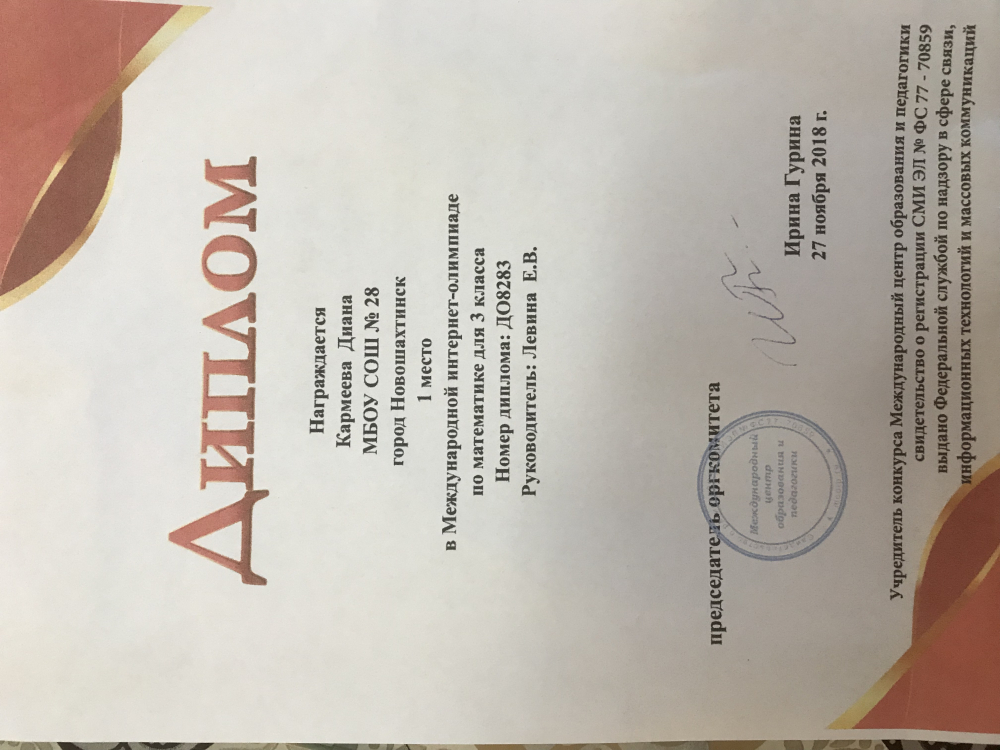 ДИПЛОМ
Награждается
Кармеева Диана
МБОУ СОШ № 28
город Новошахтинск
1 место
в Международной интернет-олимпиаде
по математике для 3 класса
Номер диплома: ДО8283
Руководитель: Левина Е.В.
председатель оргкомитета
Международный
центр
образования и
педагогики
Ирина Гурина
27 ноября 2018 г.
Учредитель конкурса Международный центр образования и педагогики
свидетельство о регистрации СМИ ЭЛ № ФС 77 - 70859
выдано Федеральной службой по надзору в сфере связи,
информационных технологий и массовых коммуникаций